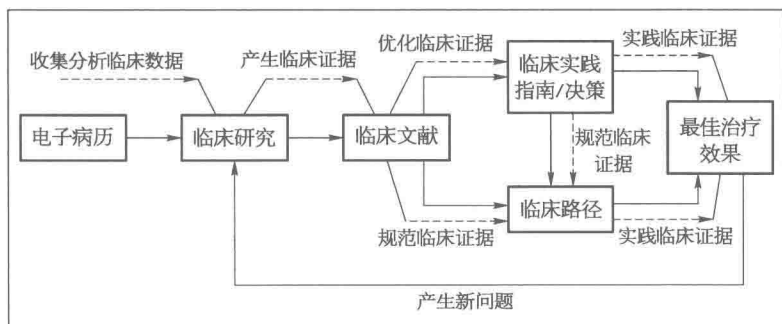 收集分析临床数据
产生临床证据
优化临床证据
临床实践
指南/决策
实践临床证据
电子病历
临床研究
临床文献
规范临床
证据
最佳治疗
效果
临床路径
规范临床证据
实践临床证据
产生新问题